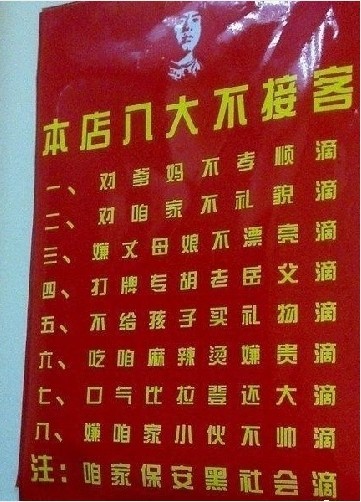 本店八大不接客
一、对爹妈不孝顺滴
二、对咱家不礼貌滴
三、嫌丈母娘不漂亮滴
四、打牌专胡老岳父滴
五、不给孩子买礼物滴
六、吃咱麻辣烫嫌贵滴
七、口气比拉登还大滴
八、嫌咱家小伙不帅滴
注:咱家保安黑社会滴